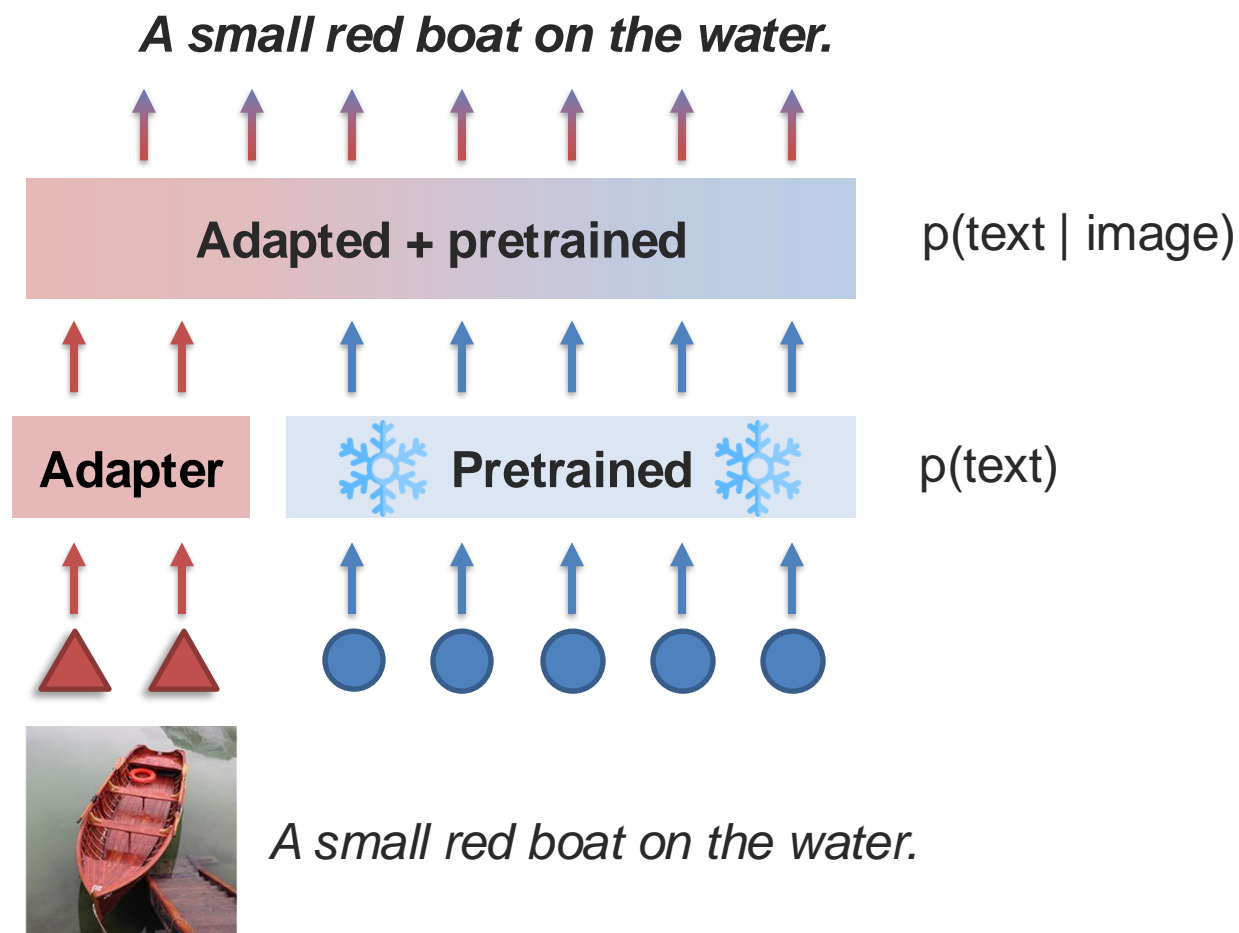 A small red boat on the water.
Adapted + pretrained
p(text | image)
Adapter
Pretrained
p(text)
A small red boat on the water.